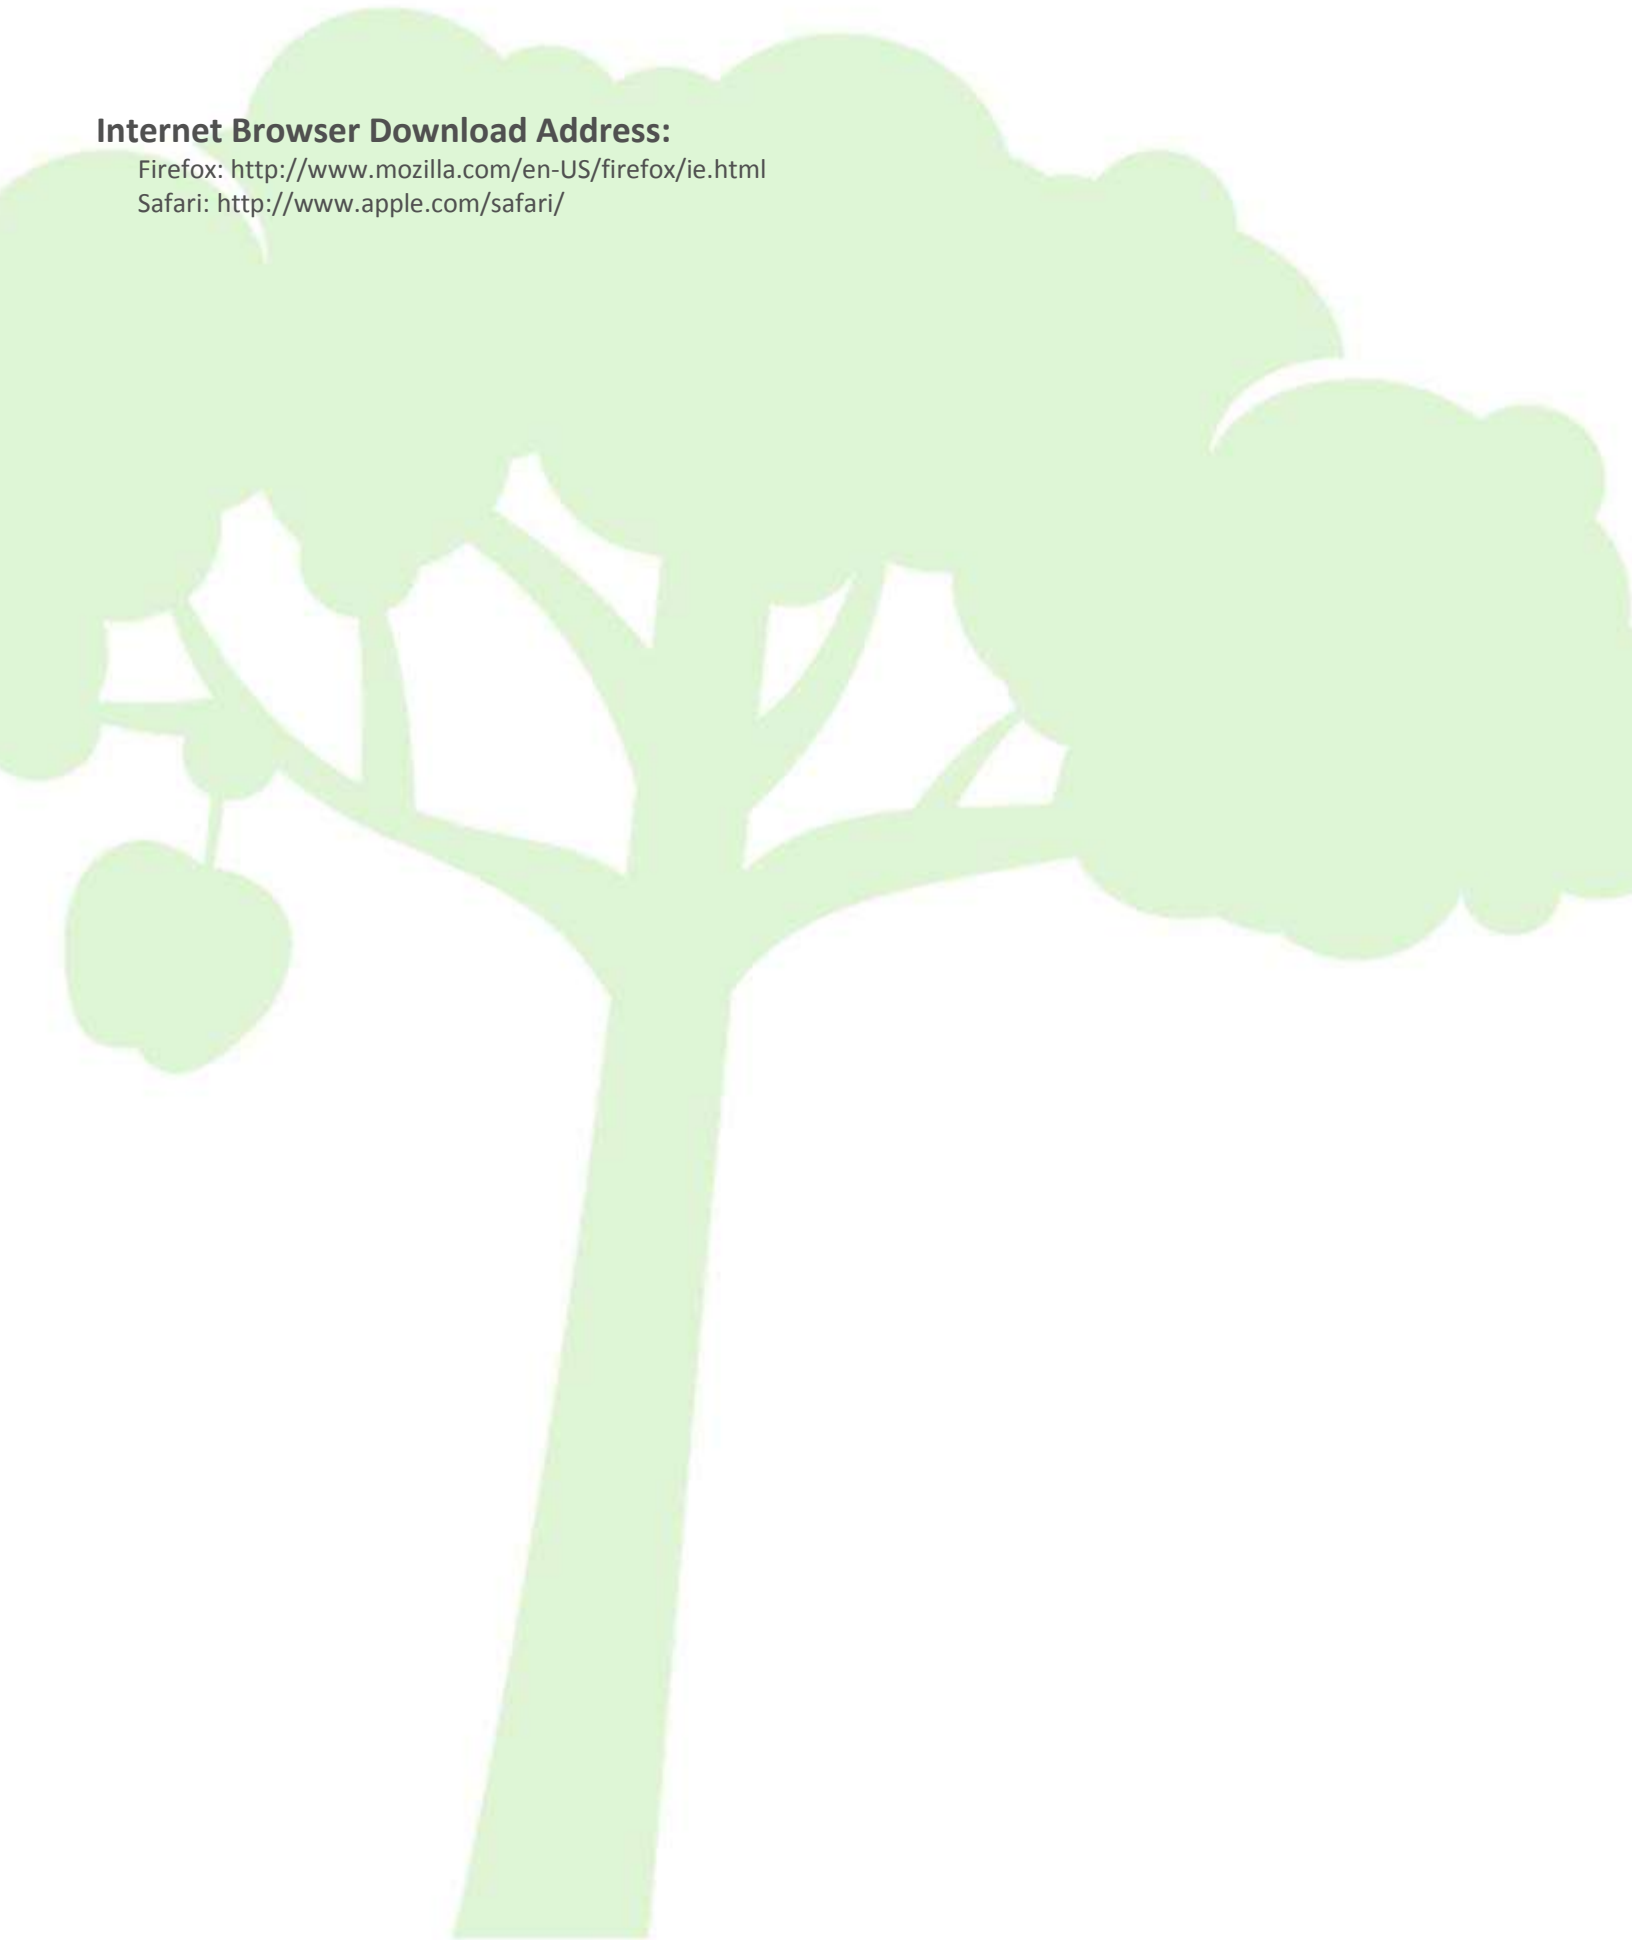 Internet Browser Download Address:
Firefox: http://www.mozilla.com/en-US/firefox/ie.html
Safari: http://www.apple.com/safari/